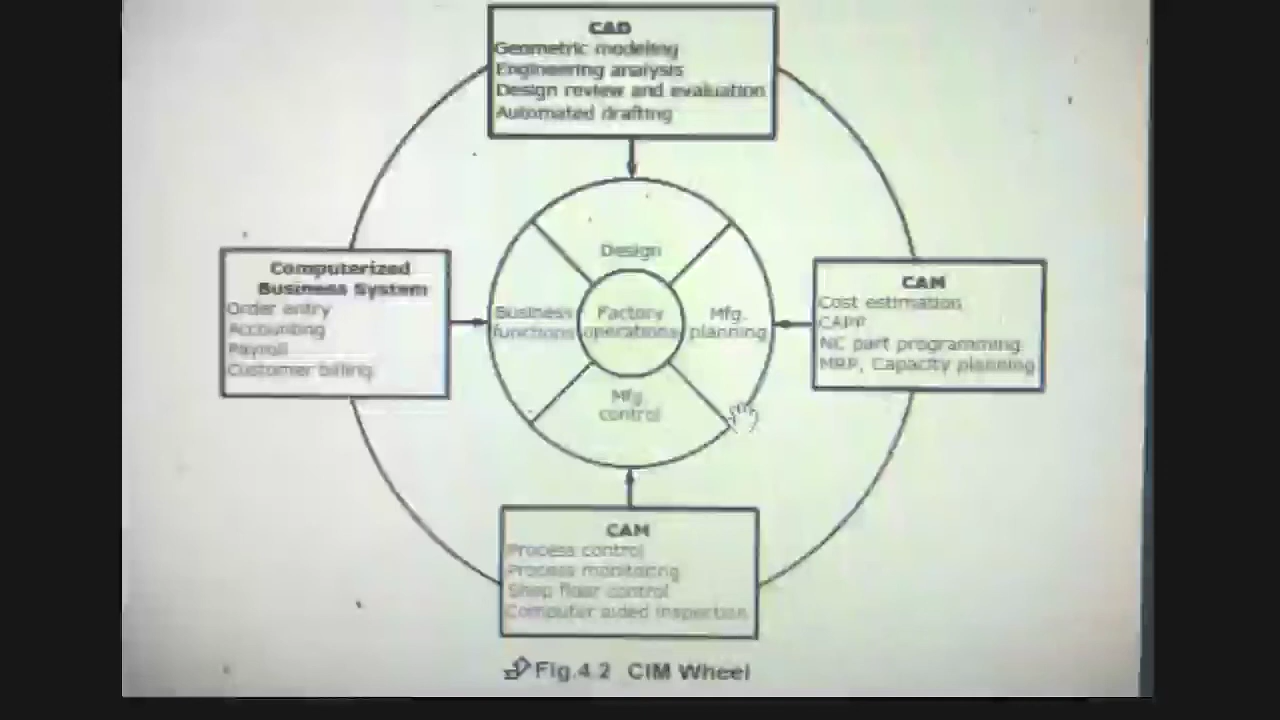 CAD
Geometric modeling
Engineering analysis
Design review and evaluation
Automated drafting
Computerized
Business System
Order entry
Accounting
Payroll
Customer billing
Design
Business
functions
Factory
operations
Mfg.
planning
Mfg.
control
CAM
Cost estimation
CAPP
NC part programming
MRP, Capacity planning
CAM
Process control
Process monitoring
Shop floor control
Computer aided inspection
Fig.4.2 CIM Wheel